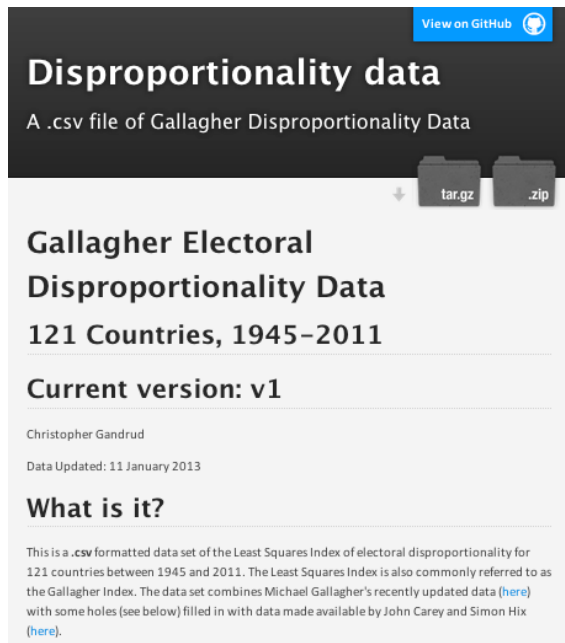 View on GitHub
Disproportionality data
A .csv file of Gallagher Disproportionality Data
tar.gz
.zip
Gallagher Electoral
Disproportionality Data
121 Countries, 1945–2011
Current version: v1
Christopher Gandrud
Data Updated: 11 January 2013
What is it?
This is a .csv formatted data set of the Least Squares Index of electoral disproportionality for
121 countries between 1945 and 2011. The Least Squares Index is also commonly referred to as
the Gallagher Index. The data set combines Michael Gallagher's recently updated data (here)
with some holes (see below) filled in with data made available by John Carey and Simon Hix
(here).